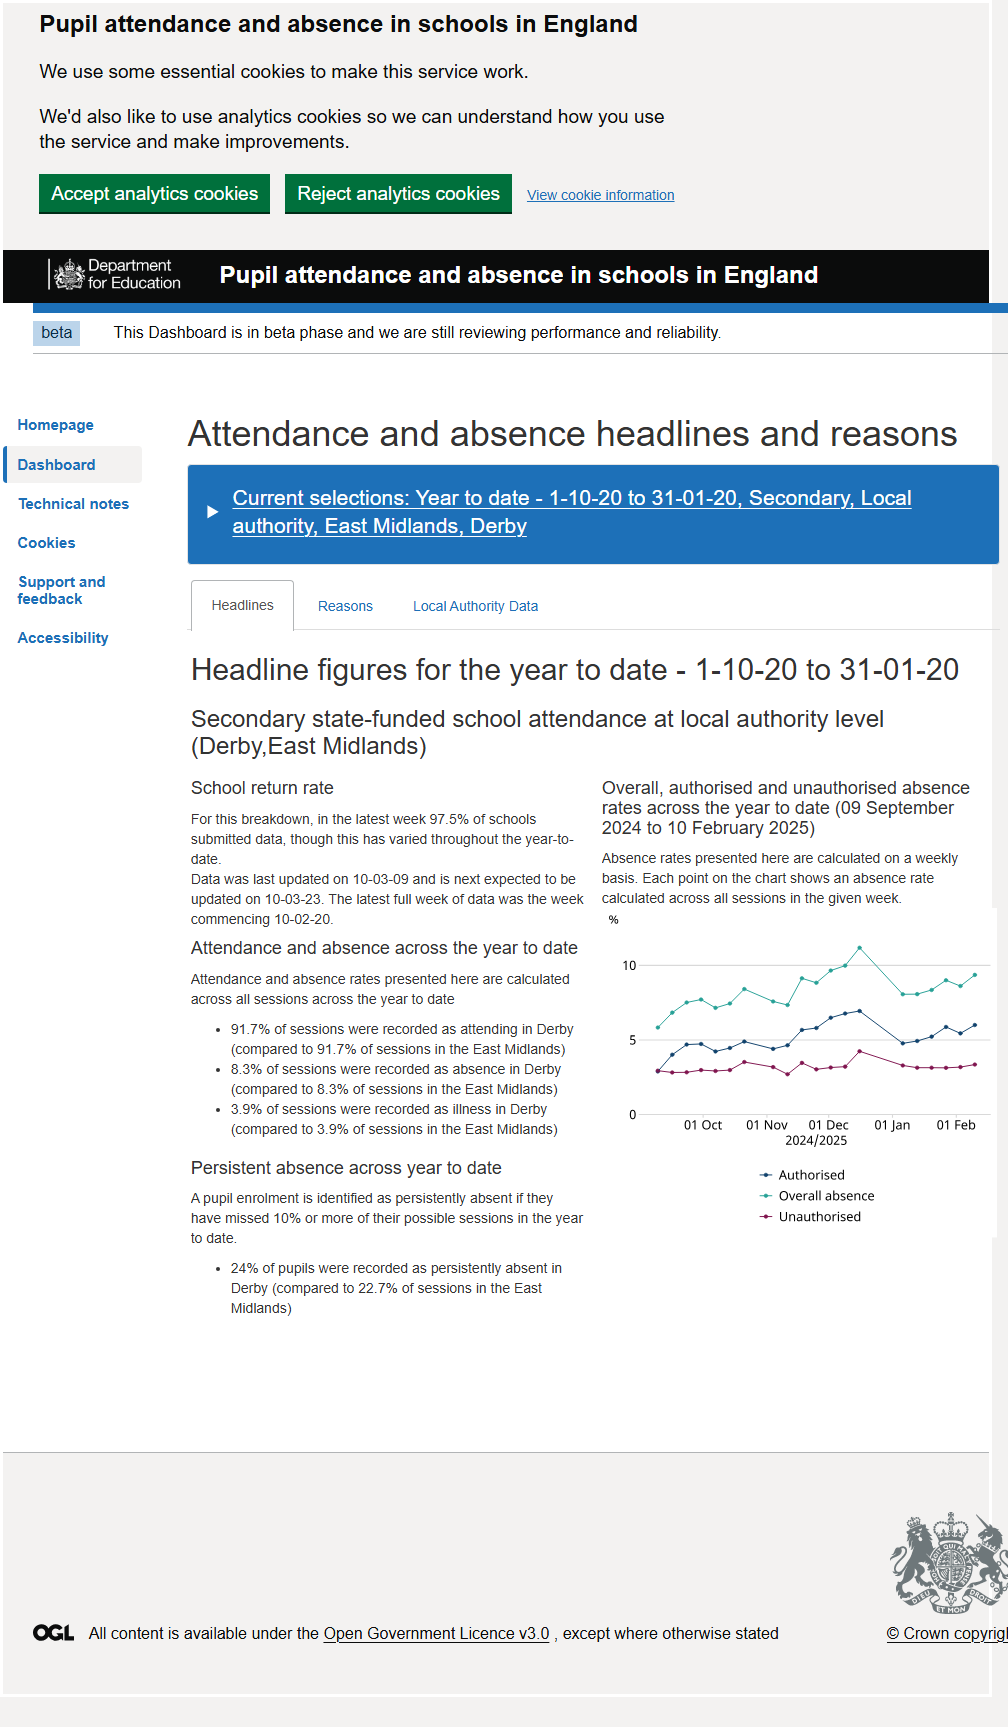 Pupil attendance and absence in schools in England
We use some essential cookies to make this service work.
We'd also like to use analytics cookies so we can understand how you use
the service and make improvements.
Accept analytics cookies
Reject analytics cookies
View cookie information
Department
for Education
Pupil attendance and absence in schools in England
beta
This Dashboard is in beta phase and we are still reviewing performance and reliability.
Homepage
Dashboard
Technical notes
Cookies
Support and
feedback
Accessibility
Attendance and absence headlines and reasons
Current selections: Year to date - 1-10-20 to 31-01-20, Secondary, Local
authority, East Midlands, Derby
Headlines
Reasons
Local Authority Data
Headline figures for the year to date - 1-10-20 to 31-01-20
Secondary state-funded school attendance at local authority level
(Derby,East Midlands)
School return rate
For this breakdown, in the latest week 97.5% of schools
submitted data, though this has varied throughout the year-to-
date.
Data was last updated on 10-03-09 and is next expected to be
updated on 10-03-23. The latest full week of data was the week
commencing 10-02-20.
Attendance and absence across the year to date
Attendance and absence rates presented here are calculated
across all sessions across the year to date
• 91.7% of sessions were recorded as attending in Derby
(compared to 91.7% of sessions in the East Midlands)
• 8.3% of sessions were recorded as absence in Derby
(compared to 8.3% of sessions in the East Midlands)
• 3.9% of sessions were recorded as illness in Derby
(compared to 3.9% of sessions in the East Midlands)
Persistent absence across year to date
A pupil enrolment is identified as persistently absent if they
have missed 10% or more of their possible sessions in the year
to date.
• 24% of pupils were recorded as persistently absent in
Derby (compared to 22.7% of sessions in the East
Midlands)
Overall, authorised and unauthorised absence
rates across the year to date (09 September
2024 to 10 February 2025)
Absence rates presented here are calculated on a weekly
basis. Each point on the chart shows an absence rate
calculated across all sessions in the given week.
%
10
5
0
01 Oct 01 Nov 01 Dec 01 Jan 01 Feb
2024/2025
Authorised
Overall absence
Unauthorised
DIEU ET MON DROIT
OGL
All content is available under the Open Government Licence v3.0 , except where otherwise stated
© Crown copyrig